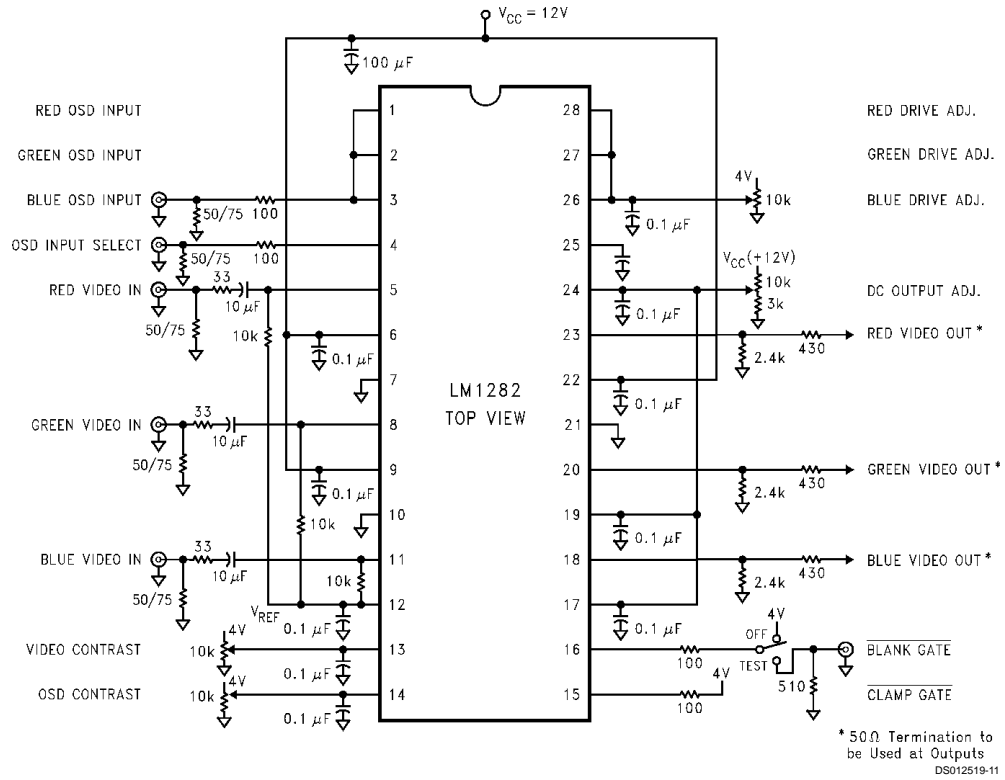 V_CC = 12V
100 μF
RED OSD INPUT
1
28
RED DRIVE ADJ.
GREEN OSD INPUT
2
27
GREEN DRIVE ADJ.
BLUE OSD INPUT
50/75
100
3
26
0.1 μF
4V
10k
BLUE DRIVE ADJ.
OSD INPUT SELECT
50/75
100
4
25
RED VIDEO IN
50/75
33
10 μF
10k
5
24
0.1 μF
V_CC(+12V)
10k
3k
DC OUTPUT ADJ.
0.1 μF
6
23
2.4k
430
RED VIDEO OUT*
7
22
0.1 μF
LM1282
TOP VIEW
GREEN VIDEO IN
50/75
33
10 μF
8
21
0.1 μF
9
20
2.4k
430
GREEN VIDEO OUT*
10k
10
19
0.1 μF
BLUE VIDEO IN
50/75
33
10 μF
10k
11
18
2.4k
430
BLUE VIDEO OUT*
V_REF
0.1 μF
12
17
0.1 μF
VIDEO CONTRAST
4V
10k
0.1 μF
13
16
100
OFF
4V
TEST
510
BLANK GATE
OSD CONTRAST
4V
10k
0.1 μF
14
15
100
4V
CLAMP GATE
* 50Ω Termination to
be Used at Outputs
DS012519-11